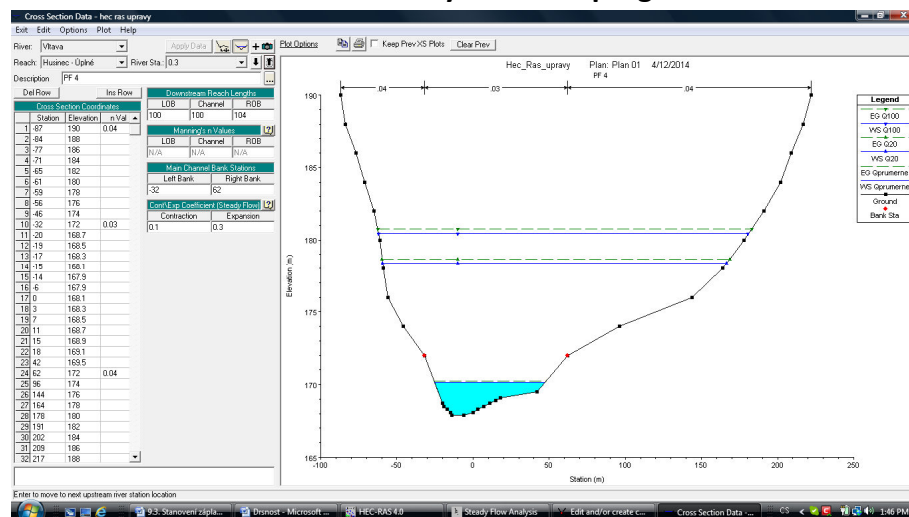 Cross Section Data - hec ras upravy
Exit Edit Options Plot Help
River: Vltava
Apply Data
Plot Options
Keep Prev XS Plots
Clear Prev
Reach: Husinec - Úplné
River Sta.: 0.3
Description PF 4
...
Del Row
Ins Row
Cross Section Coordinates
Station Elevation n Val
1 -87 190 0.04
2 -84 188
3 -77 186
4 -71 184
5 -65 182
6 -61 180
7 -59 178
8 -56 176
9 -46 174
10 -32 172 0.03
11 -20 168.7
12 -19 168.5
13 -17 168.3
14 -15 168.1
15 -14 167.9
16 -6 167.9
17 0 168.1
18 3 168.3
19 7 168.5
20 11 168.7
21 15 168.9
22 18 169.1
23 42 169.5
24 62 172 0.04
25 96 174
26 144 176
27 164 178
28 178 180
29 191 182
30 202 184
31 209 186
32 217 188
Downstream Reach Lengths
LOB Channel ROB
100 100 104
Manning's n Values ?
LOB Channel ROB
N/A N/A N/A
Main Channel Bank Stations
Left Bank Right Bank
-32 62
Cont\Exp Coefficient (Steady Flow) ?
Contraction Expansion
0.1 0.3
Hec_Ras_upravy Plan: Plan 01 4/12/2014
PF 4
.04
.03
.04
190
185
180
175
170
165
Elevation (m)
-100 -50 0 50 100 150 200 250
Station (m)
Legend
EG Q100
WS Q100
EG Q20
WS Q20
EG Qprumerne
WS Qprumerne
Ground
Bank Sta
Enter to move to next upstream river station location
9.3. Stanovení zápla...
Drsnost - Microsoft ...
HEC-RAS 4.0
Steady Flow Analysis
Edit and/or create c...
Cross Section Data -...
CS
1:46 PM